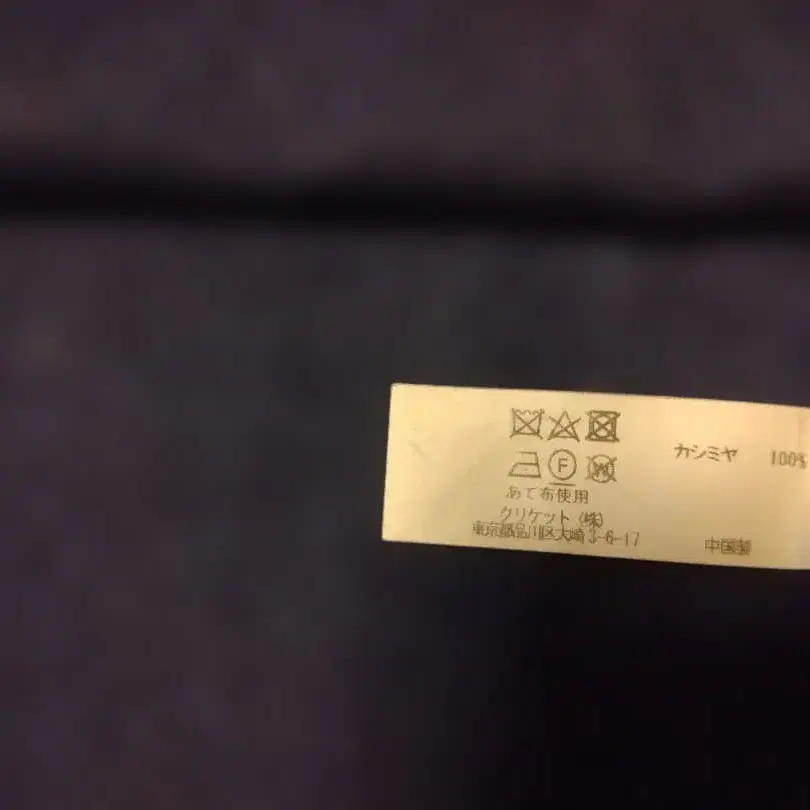 カシミヤ 100%
F
W
あて布使用
クリケット (株)
東京都品川区大崎 3-6-17
中国製